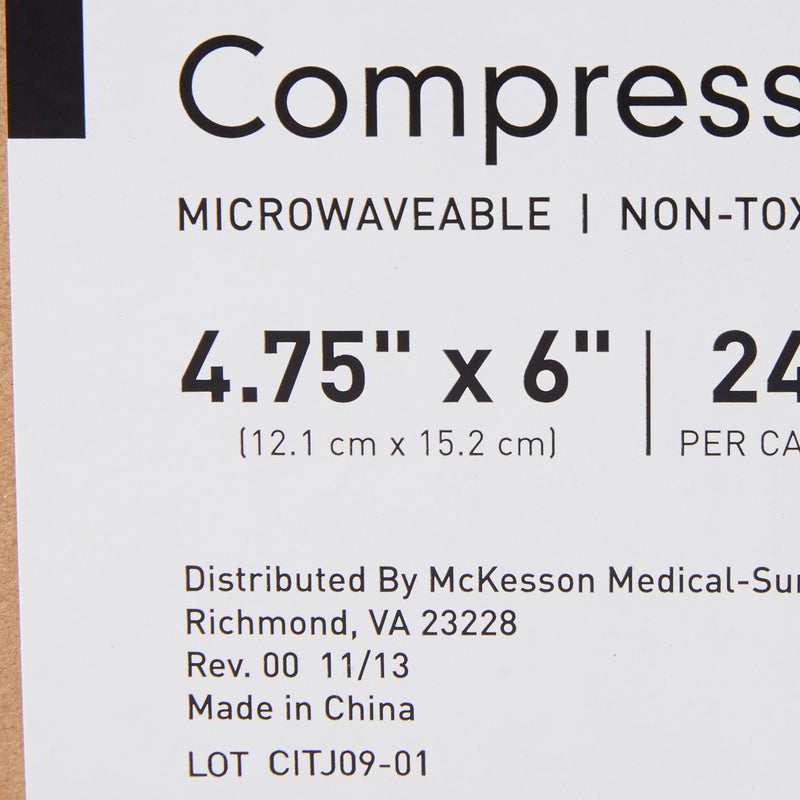 Compress
MICROWAVEABLE | NON-TOX
4.75" x 6" | 24
(12.1 cm x 15.2 cm) PER CA
Distributed By McKesson Medical-Sur
Richmond, VA 23228
Rev. 00 11/13
Made in China
LOT CITJ09-01